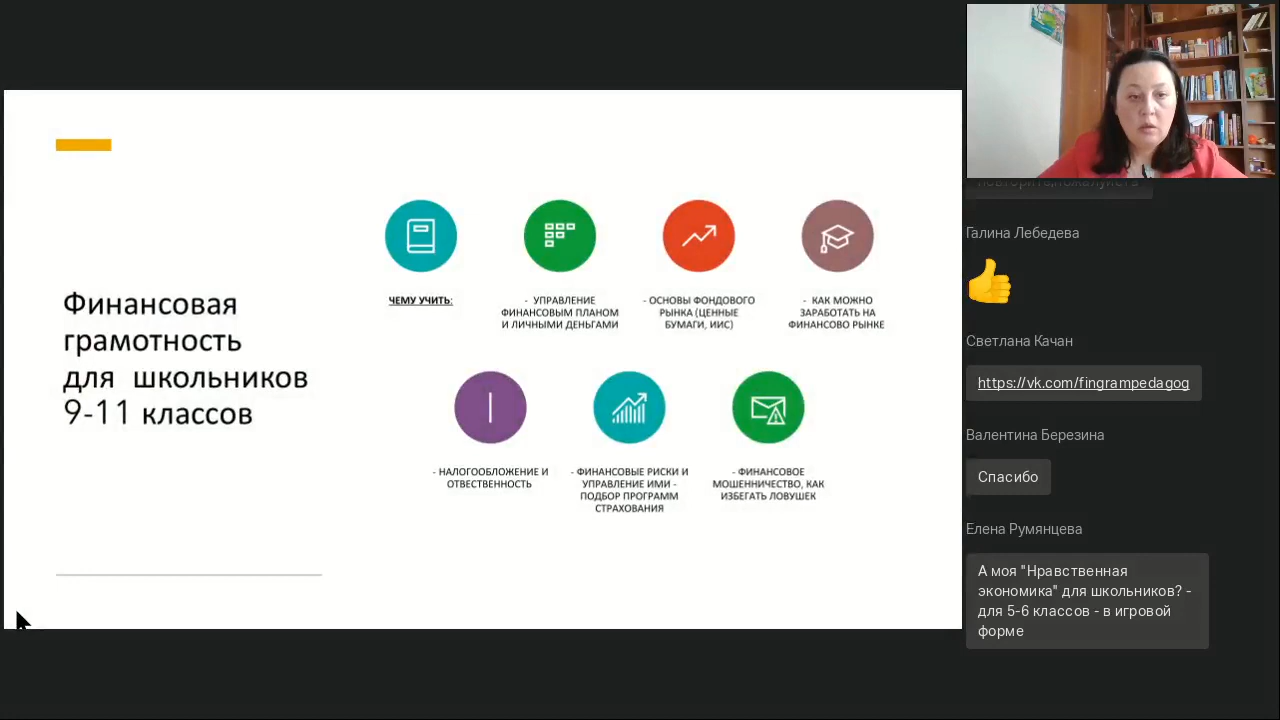 Финансовая
грамотность
для школьников
9-11 классов
ЧЕМУ УЧИТЬ:
- УПРАВЛЕНИЕ
ФИНАНСОВЫМ ПЛАНОМ
И ЛИЧНЫМИ ДЕНЬГАМИ
- ОСНОВЫ ФОНДОВОГО
РЫНКА (ЦЕННЫЕ
БУМАГИ, ИИС)
- КАК МОЖНО
ЗАРАБОТАТЬ НА
ФИНАНСОВО РЫНКЕ
- НАЛОГООБЛОЖЕНИЕ И
ОТВЕСТВЕННОСТЬ
- ФИНАНСОВЫЕ РИСКИ И
УПРАВЛЕНИЕ ИМИ -
ПОДБОР ПРОГРАММ
СТРАХОВАНИЯ
- ФИНАНСОВОЕ
МОШЕННИЧЕСТВО, КАК
ИЗБЕГАТЬ ЛОВУШЕК
Галина Лебедева
Светлана Качан
https://vk.com/fingrampedagog
Валентина Березина
Спасибо
Елена Румянцева
А моя "Нравственная
экономика" для школьников? -
для 5-6 классов - в игровой
форме